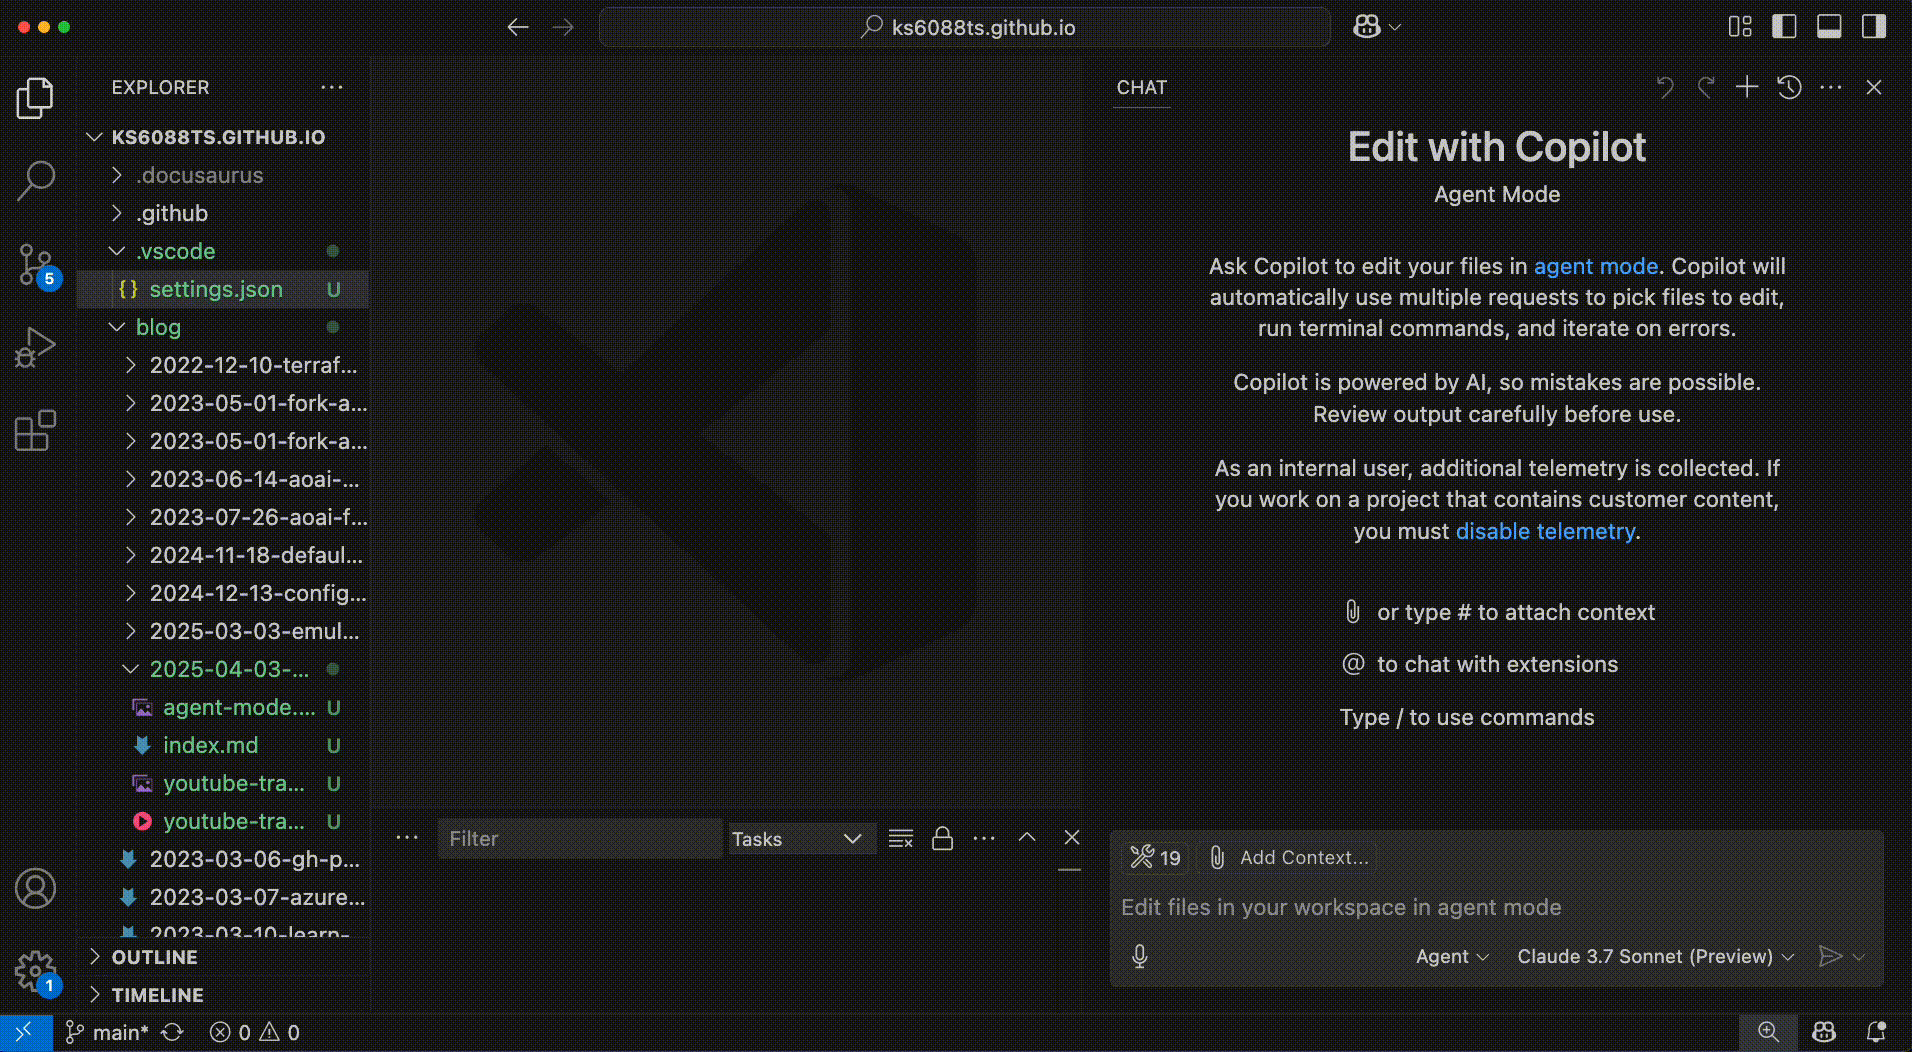 ks6088ts.github.io
EXPLORER
KS6088TS.GITHUB.IO
.docusaurus
.github
.vscode
{} settings.json U
blog
2022-12-10-terraf...
2023-05-01-fork-a...
2023-05-01-fork-a...
2023-06-14-aoai-...
2023-07-26-aoai-f...
2024-11-18-defaul...
2024-12-13-config...
2025-03-03-emul...
2025-04-03-...
agent-mode.... U
index.md U
youtube-tra... U
youtube-tra... U
2023-03-06-gh-p...
2023-03-07-azure...
2023-03-10-learn-
OUTLINE
TIMELINE
5
1
Filter
Tasks
CHAT
Edit with Copilot
Agent Mode
Ask Copilot to edit your files in agent mode. Copilot will
automatically use multiple requests to pick files to edit,
run terminal commands, and iterate on errors.
Copilot is powered by AI, so mistakes are possible.
Review output carefully before use.
As an internal user, additional telemetry is collected. If
you work on a project that contains customer content,
you must disable telemetry.
or type # to attach context
@ to chat with extensions
Type / to use commands
19 Add Context...
Edit files in your workspace in agent mode
Agent Claude 3.7 Sonnet (Preview)
main* 0 0